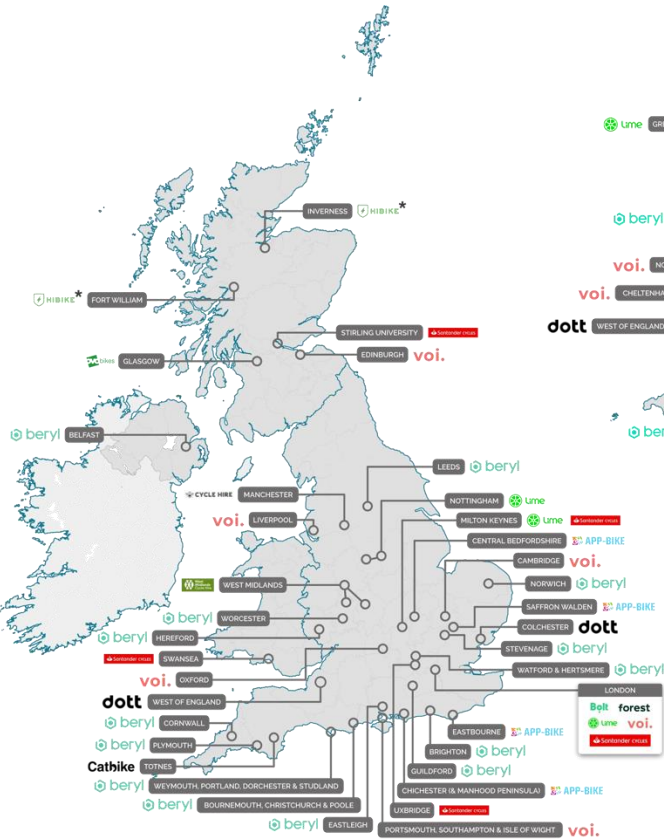 Lime GRE
INVERNESS HIBIKE*
beryl
voi. NO
voi. CHELTENHA
HIBIKE* FORT WILLIAM
dott WEST OF ENGLAND
STIRLING UNIVERSITY Santander cycles
EDINBURGH voi.
bikes GLASGOW
beryl BELFAST
ber
LEEDS beryl
CYCLE HIRE MANCHESTER
NOTTINGHAM Lime
voi. LIVERPOOL
MILTON KEYNES Lime Santander cycles
CENTRAL BEDFORDSHIRE APP-BIKE
CAMBRIDGE voi.
WEST MIDLANDS
NORWICH beryl
SAFFRON WALDEN APP-BIKE
beryl WORCESTER
COLCHESTER dott
beryl HEREFORD
STEVENAGE beryl
Santander cycles SWANSEA
WATFORD & HERTSMERE beryl
voi. OXFORD
LONDON
Bolt forest
Lime voi.
Santander cycles
dott WEST OF ENGLAND
beryl CORNWALL
EASTBOURNE APP-BIKE
beryl PLYMOUTH
BRIGHTON beryl
Catbike TOTNES
GUILDFORD beryl
beryl WEYMOUTH, PORTLAND, DORCHESTER & STUDLAND
CHICHESTER (& MANHOOD PENINSULA) APP-BIKE
beryl BOURNEMOUTH, CHRISTCHURCH & POOLE
UXBRIDGE Santander cycles
beryl EASTLEIGH
PORTSMOUTH, SOUTHAMPTON & ISLE OF WIGHT voi.